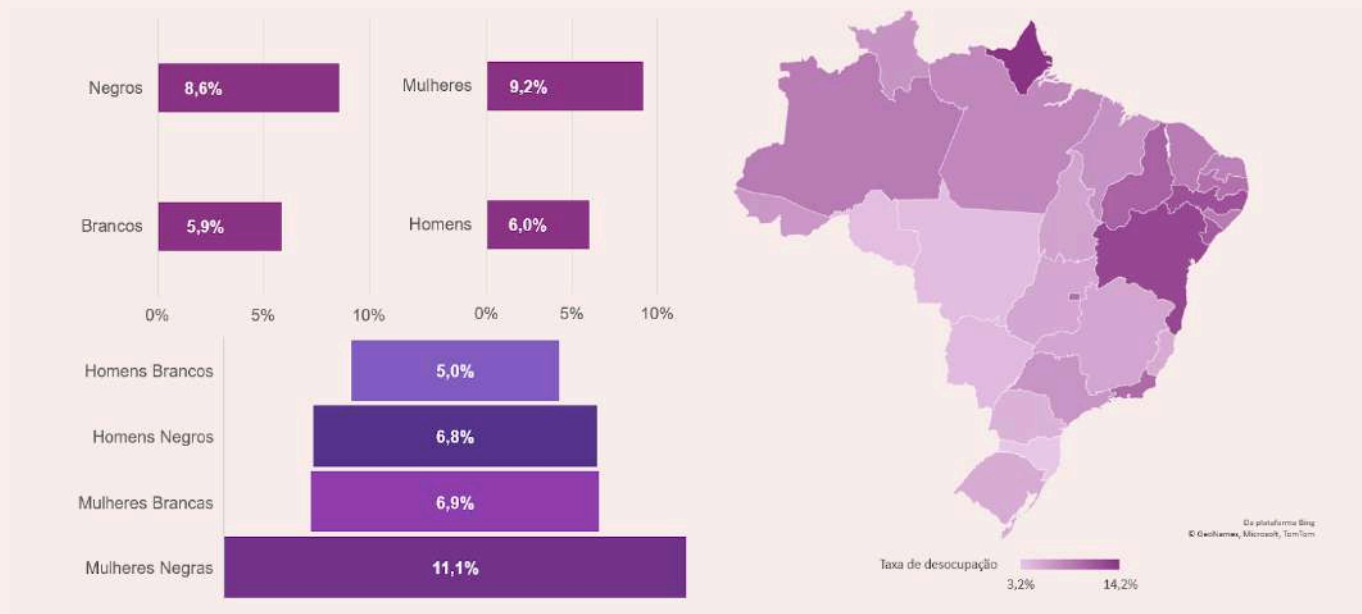 Negros 8,6%
Brancos 5,9%
0% 5% 10%
Mulheres 9,2%
Homens 6,0%
0% 5% 10%
Homens Brancos 5,0%
Homens Negros 6,8%
Mulheres Brancas 6,9%
Mulheres Negras 11,1%
Da plataforma Bing
© GeoNames, Microsoft, TomTom
Taxa de desocupação
3,2% 14,2%